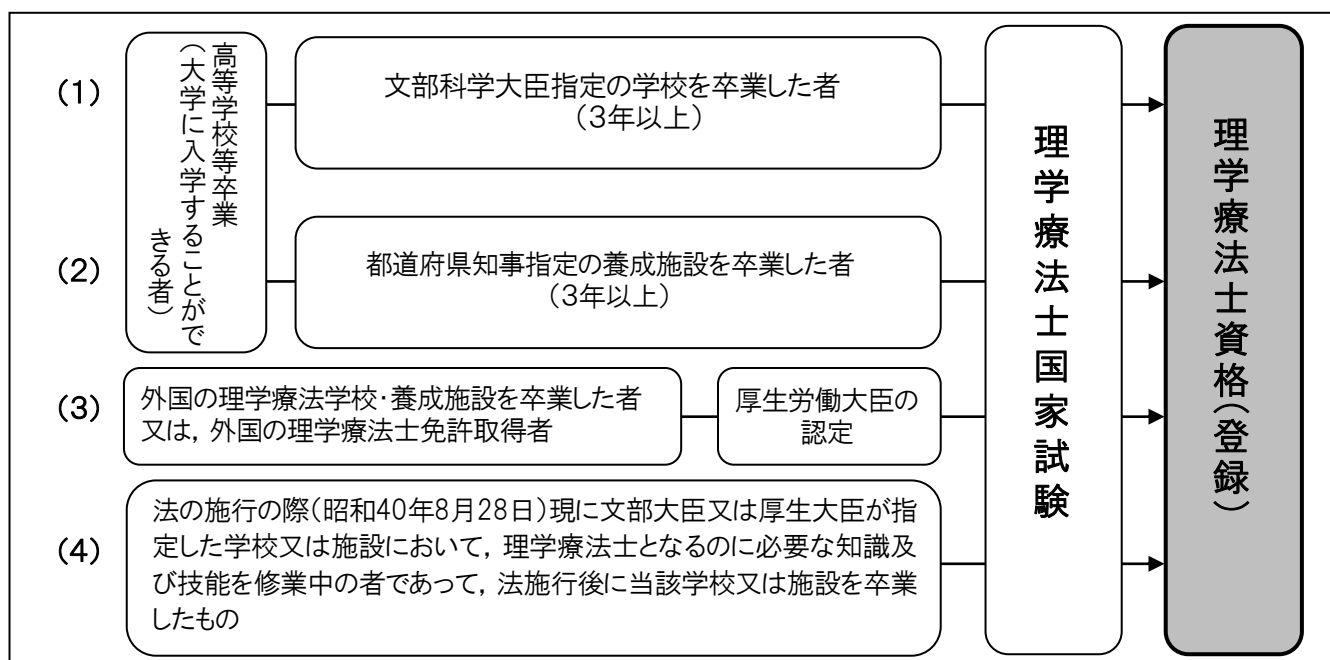 (1)
高等学校等卒業
(大学に入学することがで
きる者)
文部科学大臣指定の学校を卒業した者
(3年以上)
(2)
都道府県知事指定の養成施設を卒業した者
(3年以上)
(3)
外国の理学療法学校・養成施設を卒業した者
又は,外国の理学療法士免許取得者
厚生労働大臣の
認定
(4)
法の施行の際(昭和40年8月28日)現に文部大臣又は厚生大臣が指
定した学校又は施設において,理学療法士となるのに必要な知識及
び技能を修業中の者であって,法施行後に当該学校又は施設を卒業
したもの
理学療法士国家試験
理学療法士資格(登録)